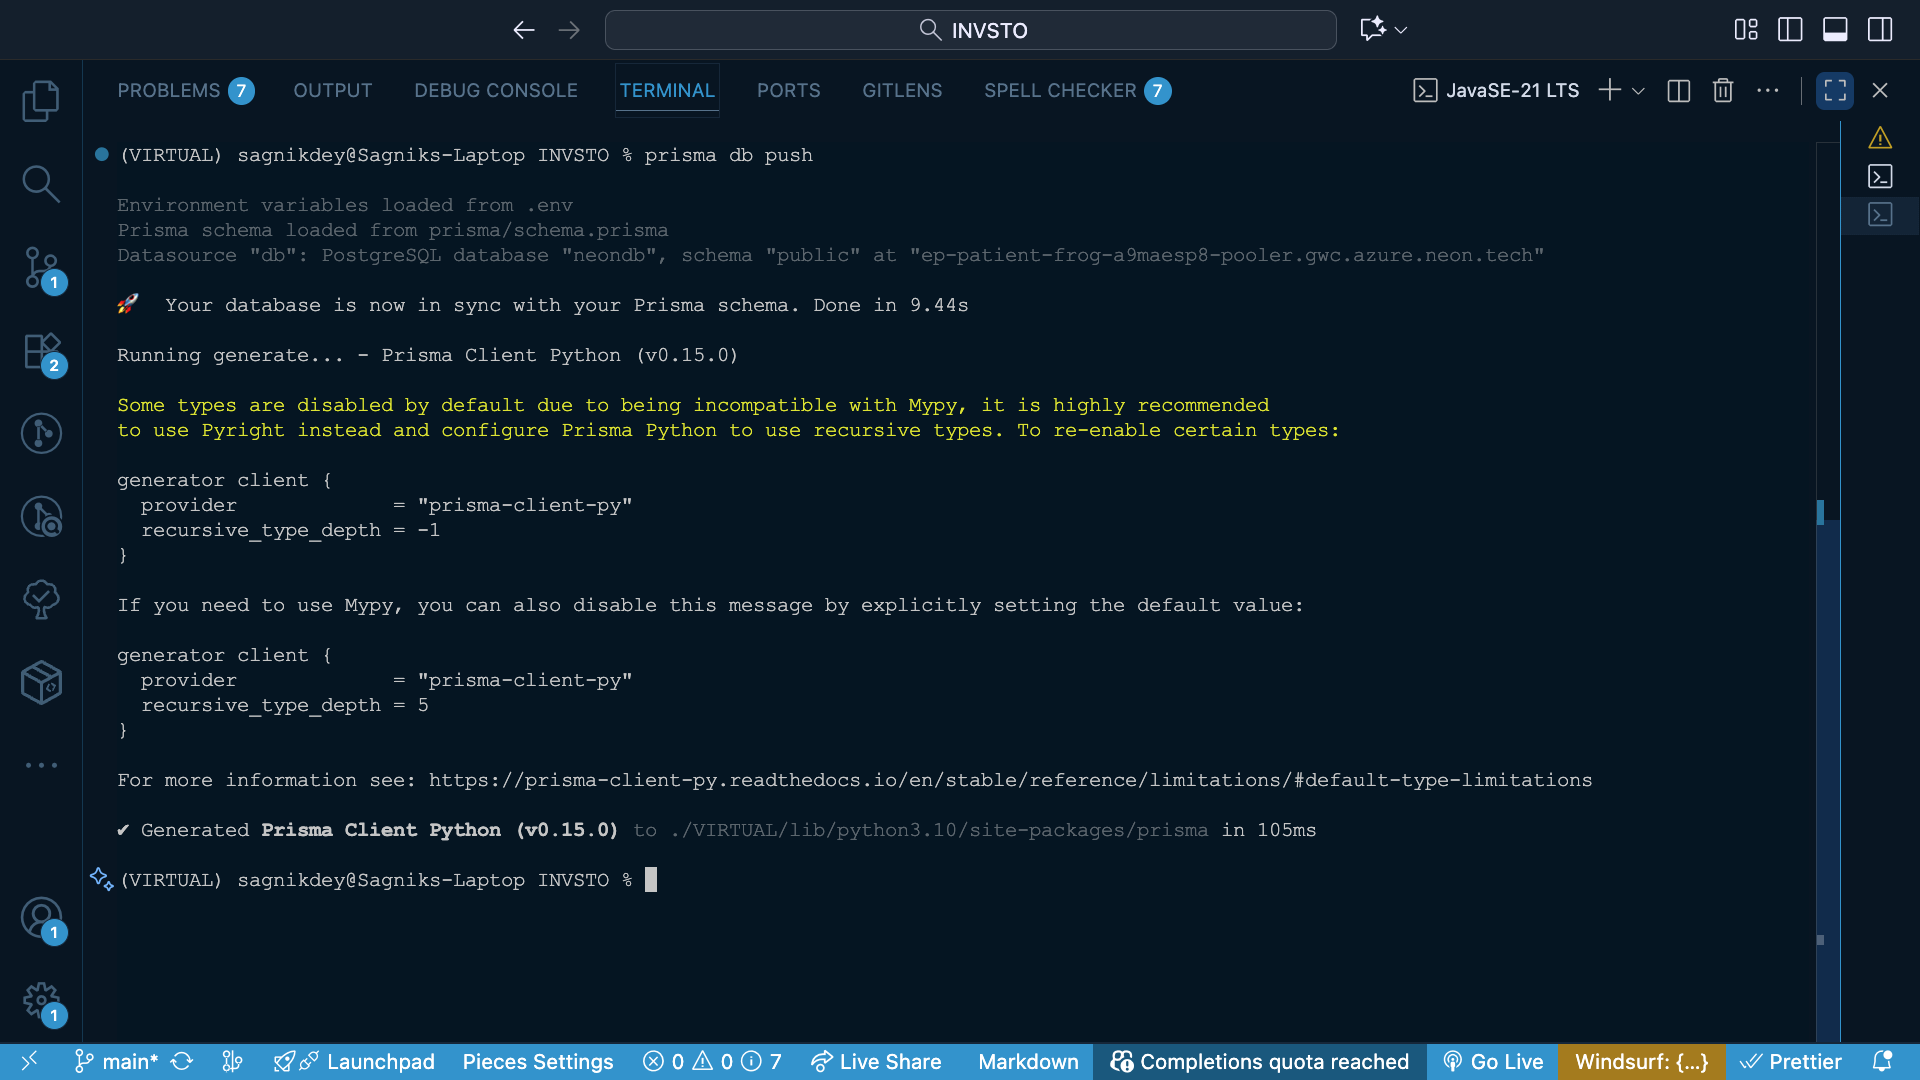 INVSTO
PROBLEMS 7 OUTPUT DEBUG CONSOLE TERMINAL PORTS GITLENS SPELL CHECKER 7 JavaSE-21 LTS
(VIRTUAL) sagnikdey@Sagniks-Laptop INVSTO % prisma db push
Environment variables loaded from .env
Prisma schema loaded from prisma/schema.prisma
Datasource "db": PostgreSQL database "neondb", schema "public" at "ep-patient-frog-a9maesp8-pooler.gwc.azure.neon.tech"
🚀 Your database is now in sync with your Prisma schema. Done in 9.44s
Running generate... - Prisma Client Python (v0.15.0)
Some types are disabled by default due to being incompatible with Mypy, it is highly recommended
to use Pyright instead and configure Prisma Python to use recursive types. To re-enable certain types:
generator client {
  provider             = "prisma-client-py"
  recursive_type_depth = -1
}
If you need to use Mypy, you can also disable this message by explicitly setting the default value:
generator client {
  provider             = "prisma-client-py"
  recursive_type_depth = 5
}
For more information see: https://prisma-client-py.readthedocs.io/en/stable/reference/limitations/#default-type-limitations
✔ Generated Prisma Client Python (v0.15.0) to ./VIRTUAL/lib/python3.10/site-packages/prisma in 105ms
(VIRTUAL) sagnikdey@Sagniks-Laptop INVSTO %
1
2
1
1
main* Launchpad Pieces Settings 0 0 7 Live Share Markdown Completions quota reached Go Live Windsurf: {...} Prettier